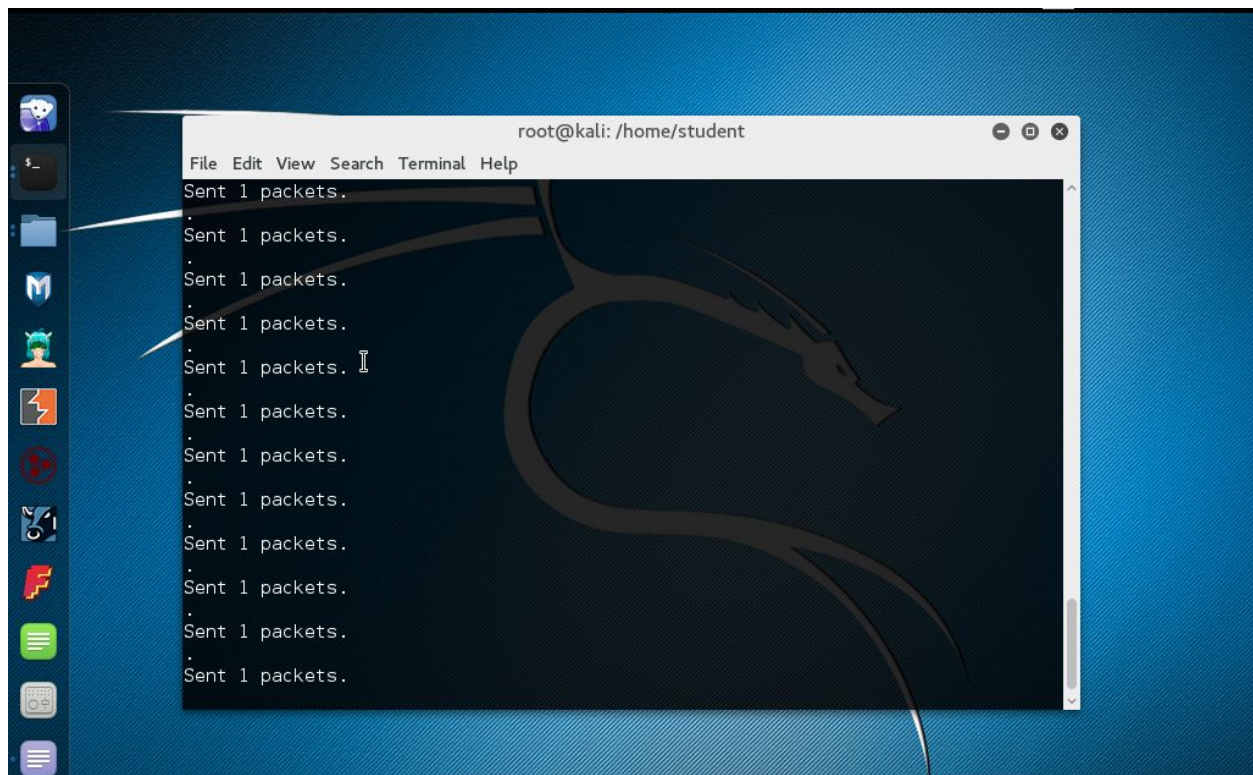 root@kali: /home/student
File Edit View Search Terminal Help
Sent 1 packets.
.
Sent 1 packets.
.
Sent 1 packets.
.
Sent 1 packets.
.
Sent 1 packets.
.
Sent 1 packets.
.
Sent 1 packets.
.
Sent 1 packets.
.
Sent 1 packets.
.
Sent 1 packets.
.
Sent 1 packets.
.
Sent 1 packets.
$_
M
F